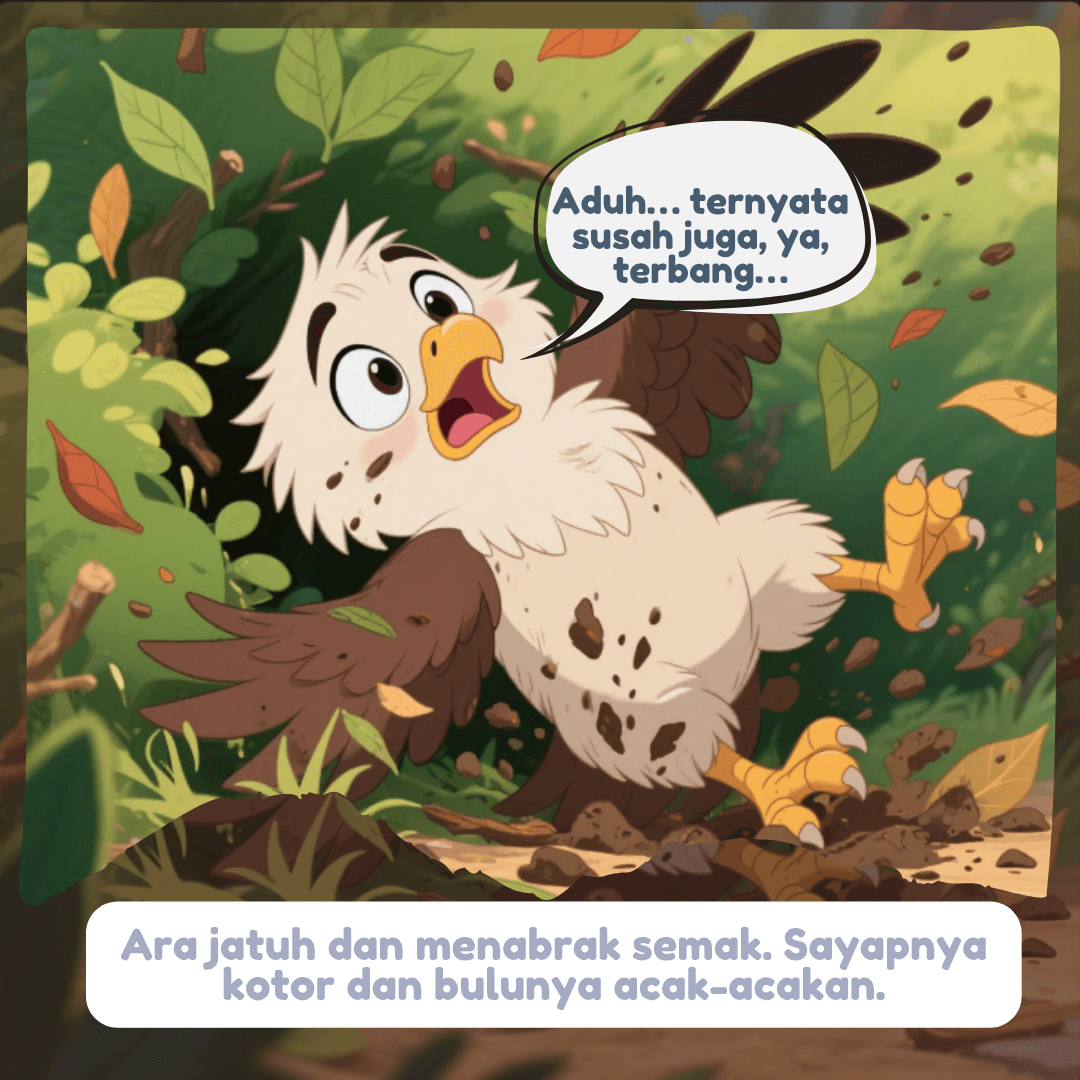 Aduh... ternyata
susah juga, ya,
terbang...
Ara jatuh dan menabrak semak. Sayapnya
kotor dan bulunya acak-acakan.